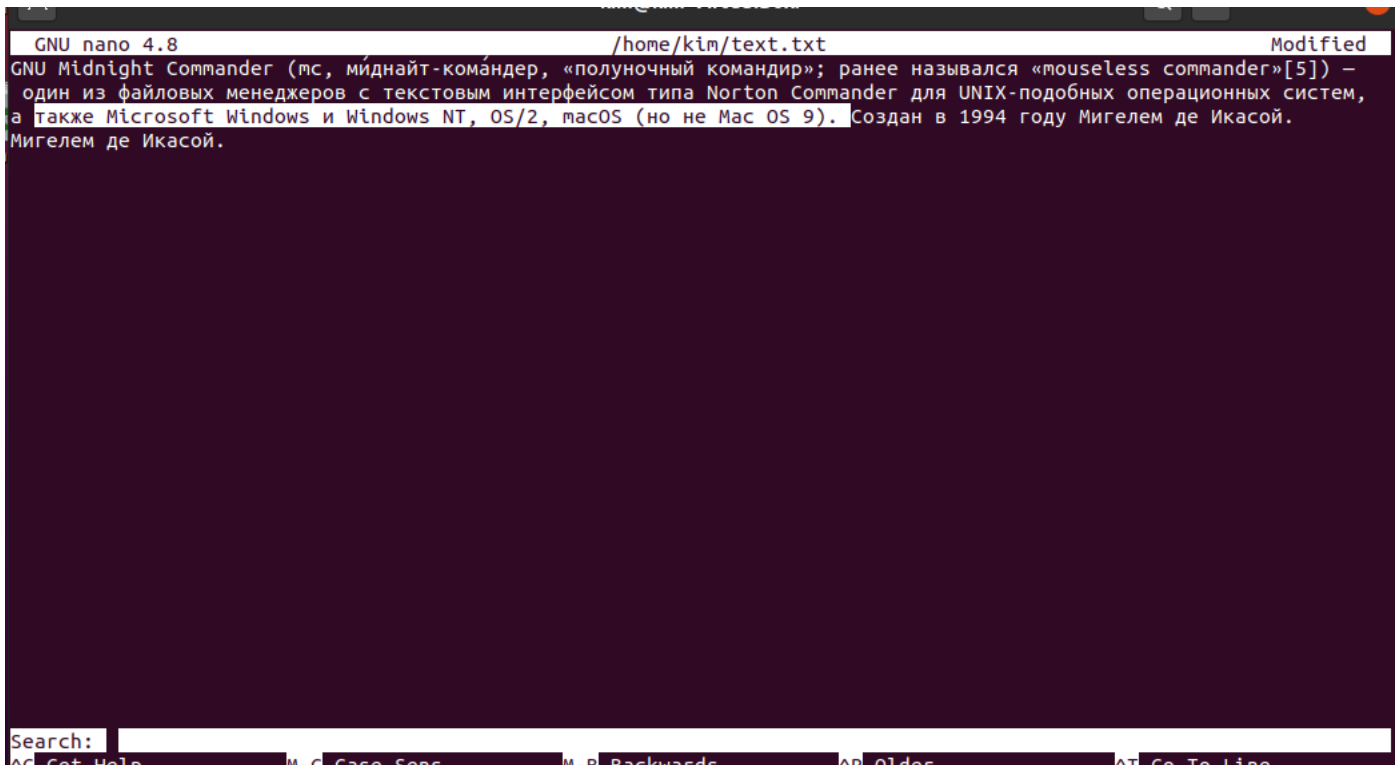 GNU nano 4.8 /home/kim/text.txt Modified
GNU Midnight Commander (mc, ми́днайт-кома́ндер, «полуночный командир»; ранее назывался «mouseless commander»[5]) —
один из файловых менеджеров с текстовым интерфейсом типа Norton Commander для UNIX-подобных операционных систем,
а также Microsoft Windows и Windows NT, OS/2, macOS (но не Mac OS 9). Создан в 1994 году Мигелем де Икасой.
Мигелем де Икасой.
Search:
^G Get Help M-C Case Sens M-B Backwards ^P Older ^T Go To Line